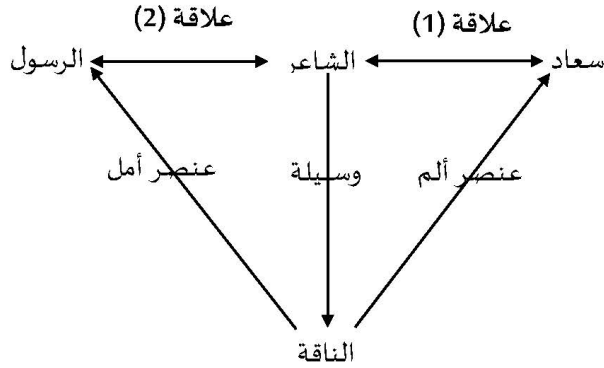 علاقة (1) علاقة (2)
سعاد الشاعر الرسول
عنصر ألم وسيلة عنصر أمل
الناقة